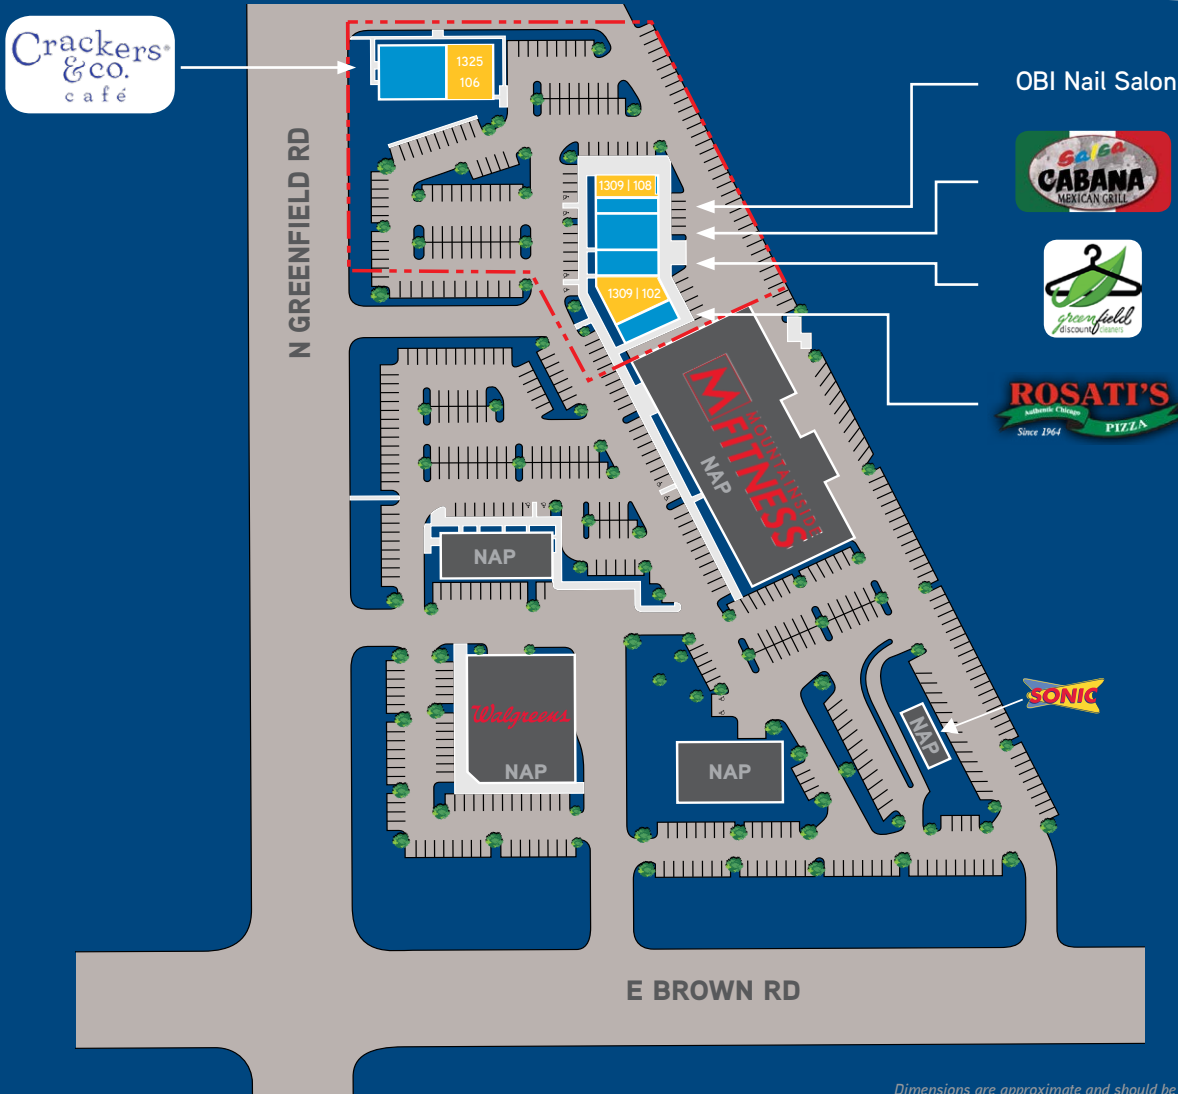 Crackers®
& co.
café
1325
106
OBI Nail Salon
N GREENFIELD RD
salsa
CABANA
MEXICAN GRILL
1309 | 108
1309 | 102
greenfield
discount cleaners
ROSATI'S
Authentic Chicago
PIZZA
Since 1964
M
MOUNTAINSIDE
FITNESS
NAP
NAP
SONIC
Walgreens
NAP
NAP
NAP
E BROWN RD
Dimensions are approximate and should be